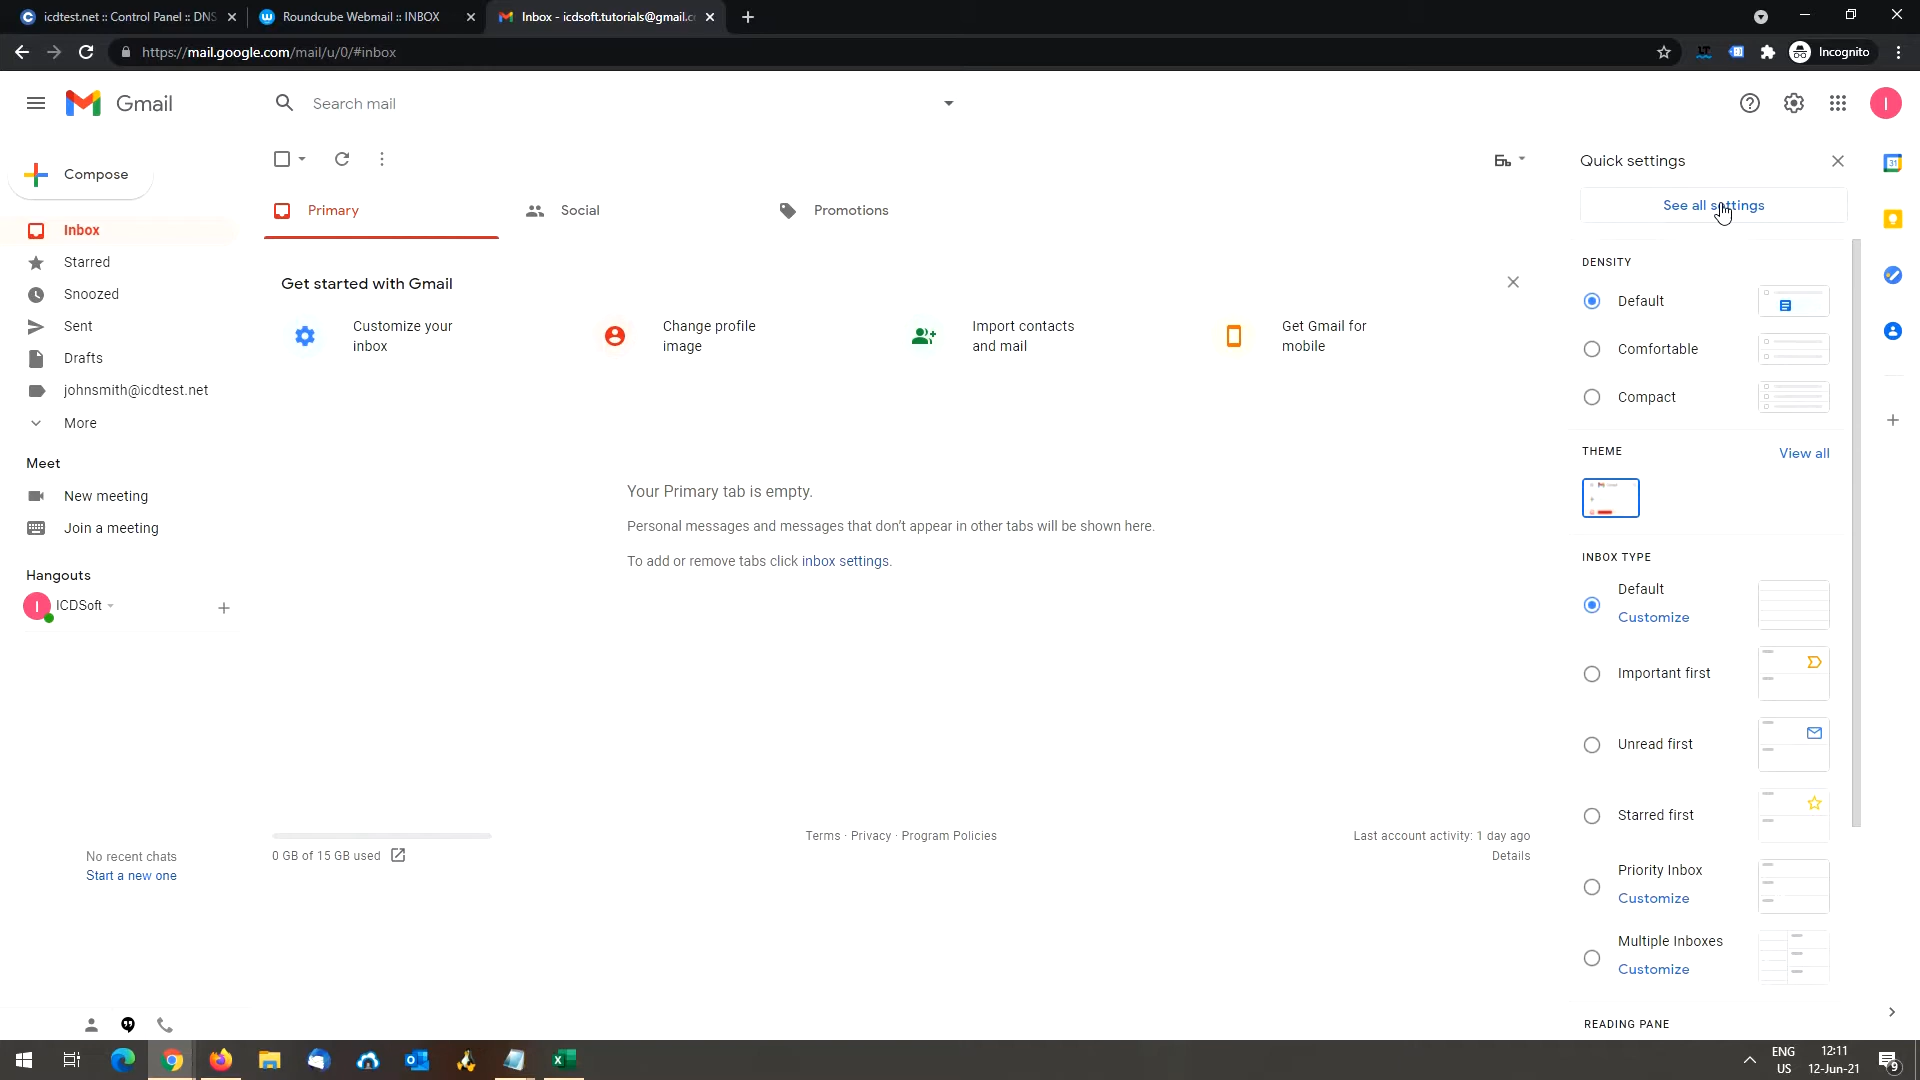 icdtest.net :: Control Panel :: DNS
Roundcube Webmail :: INBOX
Inbox - icdsoft.tutorials@gmail.c
https://mail.google.com/mail/u/0/#inbox
LT
Incognito
Gmail
Search mail
I
Compose
Quick settings
31
See all settings
Primary
Social
Promotions
Inbox
Starred
Snoozed
Sent
Drafts
johnsmith@icdtest.net
More
Get started with Gmail
Customize your
inbox
Change profile
image
Import contacts
and mail
Get Gmail for
mobile
DENSITY
Default
Comfortable
Compact
THEME
View all
Meet
New meeting
Join a meeting
Your Primary tab is empty.
Personal messages and messages that don't appear in other tabs will be shown here.
To add or remove tabs click inbox settings.
INBOX TYPE
Default
Customize
Hangouts
I
ICDSoft
Important first
Unread first
Starred first
Priority Inbox
Customize
Multiple Inboxes
Customize
READING PANE
Terms · Privacy · Program Policies
Last account activity: 1 day ago
0 GB of 15 GB used
Details
No recent chats
Start a new one
ENG
US
12:11
12-Jun-21
9